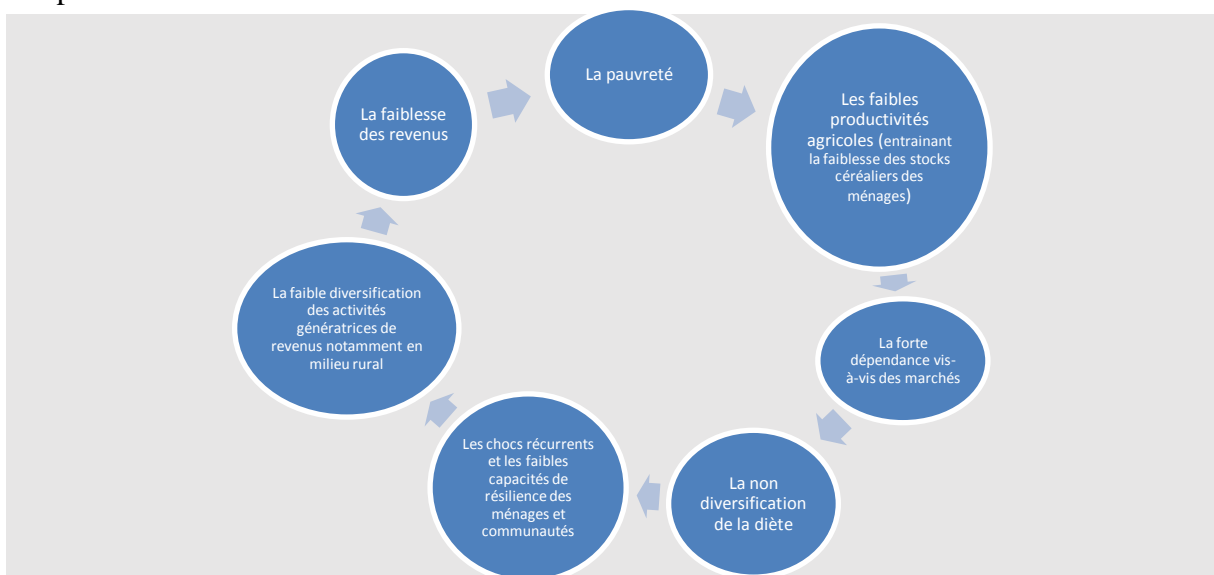 La pauvreté
Les faibles
productivités
agricoles (entrainant
la faiblesse des stocks
céréaliers des
ménages)
La forte
dépendance vis-
à-vis des marchés
La non
diversification
de la diète
Les chocs récurrents
et les faibles
capacités de
résilience des
ménages et
communautés
La faible diversification
des activités
génératrices de
revenus notamment en
milieu rural
La faiblesse
des revenus